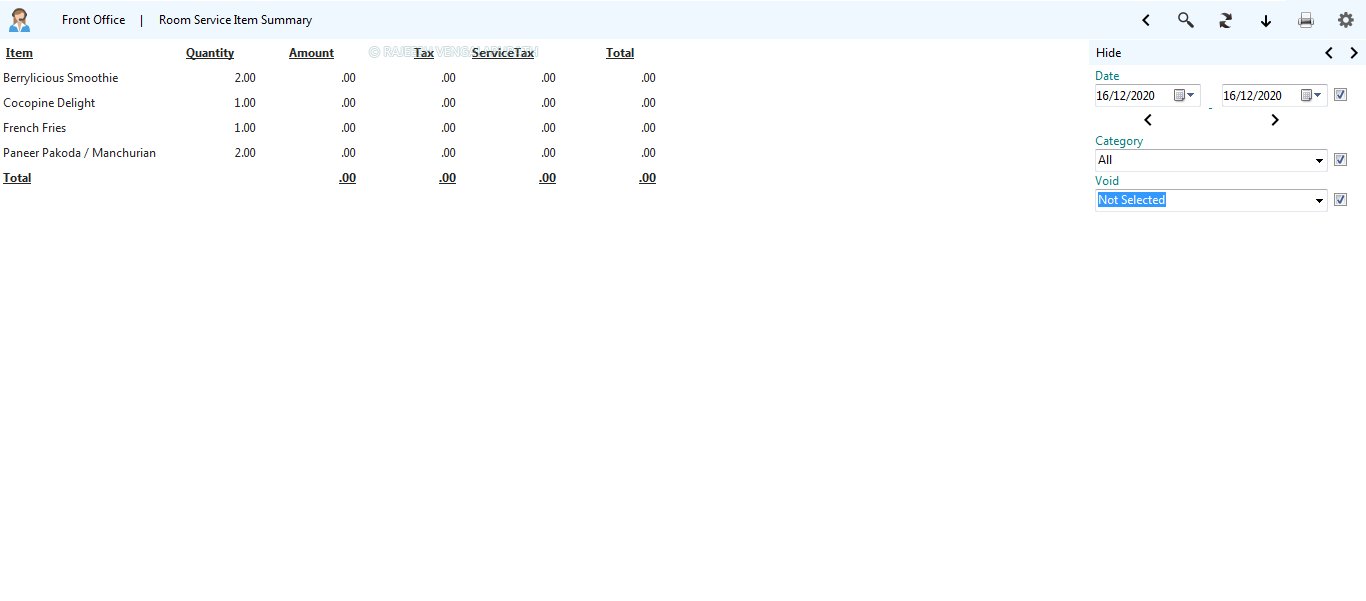 Front Office | Room Service Item Summary
Item Quantity Amount Tax ServiceTax Total
Berrylicious Smoothie 2.00 .00 .00 .00 .00
Cocopine Delight 1.00 .00 .00 .00 .00
French Fries 1.00 .00 .00 .00 .00
Paneer Pakoda / Manchurian 2.00 .00 .00 .00 .00
Total .00 .00 .00 .00
Hide
Date
16/12/2020 - 16/12/2020
Category
All
Void
Not Selected